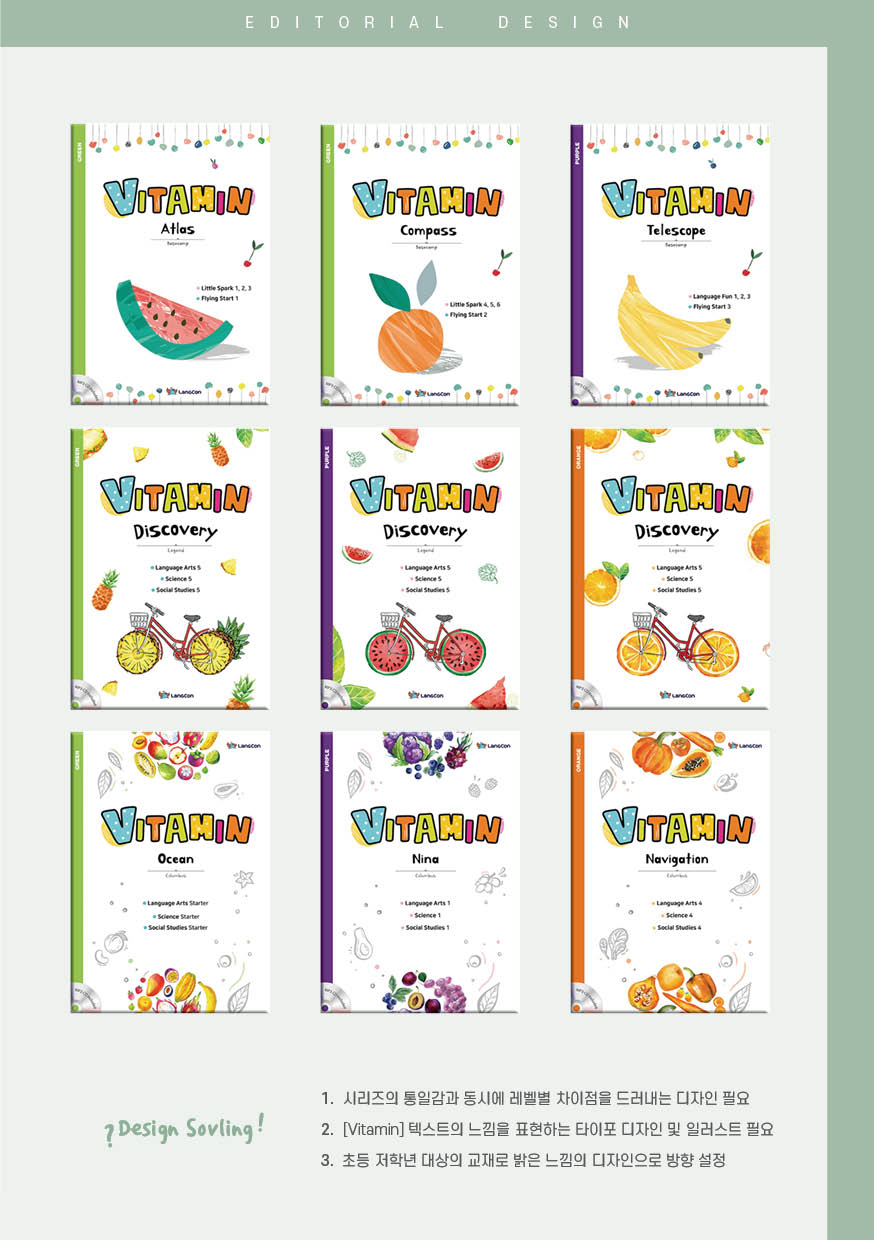 EDITORIAL DESIGN
GREEN
VITAMIN
Atlas
Basecamp
Little Spark 1, 2, 3
Flying Start 1
LangCon
GREEN
VITAMIN
Compass
Basecamp
Little Spark 4, 5, 6
Flying Start 2
LangCon
PURPLE
VITAMIN
Telescope
Basecamp
Language Fun 1, 2, 3
Flying Start 3
LangCon
GREEN
VITAMIN
Discovery
Legend
Language Arts 5
Science 5
Social Studies 5
LangCon
PURPLE
VITAMIN
Discovery
Legend
Language Arts 5
Science 5
Social Studies 5
LangCon
ORANGE
VITAMIN
Discovery
Legend
Language Arts 5
Science 5
Social Studies 5
LangCon
GREEN
LangCon
VITAMIN
Ocean
Columbus
Language Arts Starter
Science Starter
Social Studies Starter
PURPLE
LangCon
VITAMIN
Nina
Columbus
Language Arts 1
Science 1
Social Studies 1
ORANGE
LangCon
VITAMIN
Navigation
Columbus
Language Arts 4
Science 4
Social Studies 4
?Design Sovling!
1. 시리즈의 통일감과 동시에 레벨별 차이점을 드러내는 디자인 필요
2. [Vitamin] 텍스트의 느낌을 표현하는 타이포 디자인 및 일러스트 필요
3. 초등 저학년 대상의 교재로 밝은 느낌의 디자인으로 방향 설정